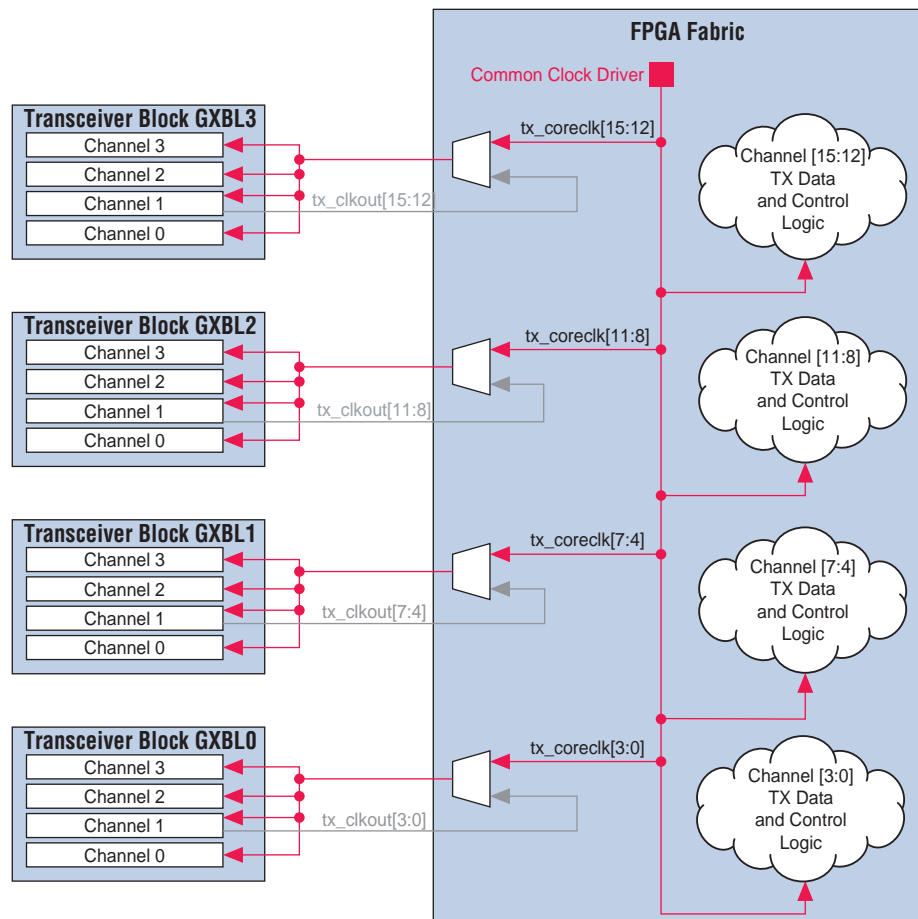 FPGA Fabric
Common Clock Driver
Transceiver Block GXBL3
Channel 3
Channel 2
Channel 1
Channel 0
tx_clkout[15:12]
tx_coreclk[15:12]
Channel [15:12]
TX Data
and Control
Logic
Transceiver Block GXBL2
Channel 3
Channel 2
Channel 1
Channel 0
tx_clkout[11:8]
tx_coreclk[11:8]
Channel [11:8]
TX Data
and Control
Logic
Transceiver Block GXBL1
Channel 3
Channel 2
Channel 1
Channel 0
tx_clkout[7:4]
tx_coreclk[7:4]
Channel [7:4]
TX Data
and Control
Logic
Transceiver Block GXBL0
Channel 3
Channel 2
Channel 1
Channel 0
tx_clkout[3:0]
tx_coreclk[3:0]
Channel [3:0]
TX Data
and Control
Logic